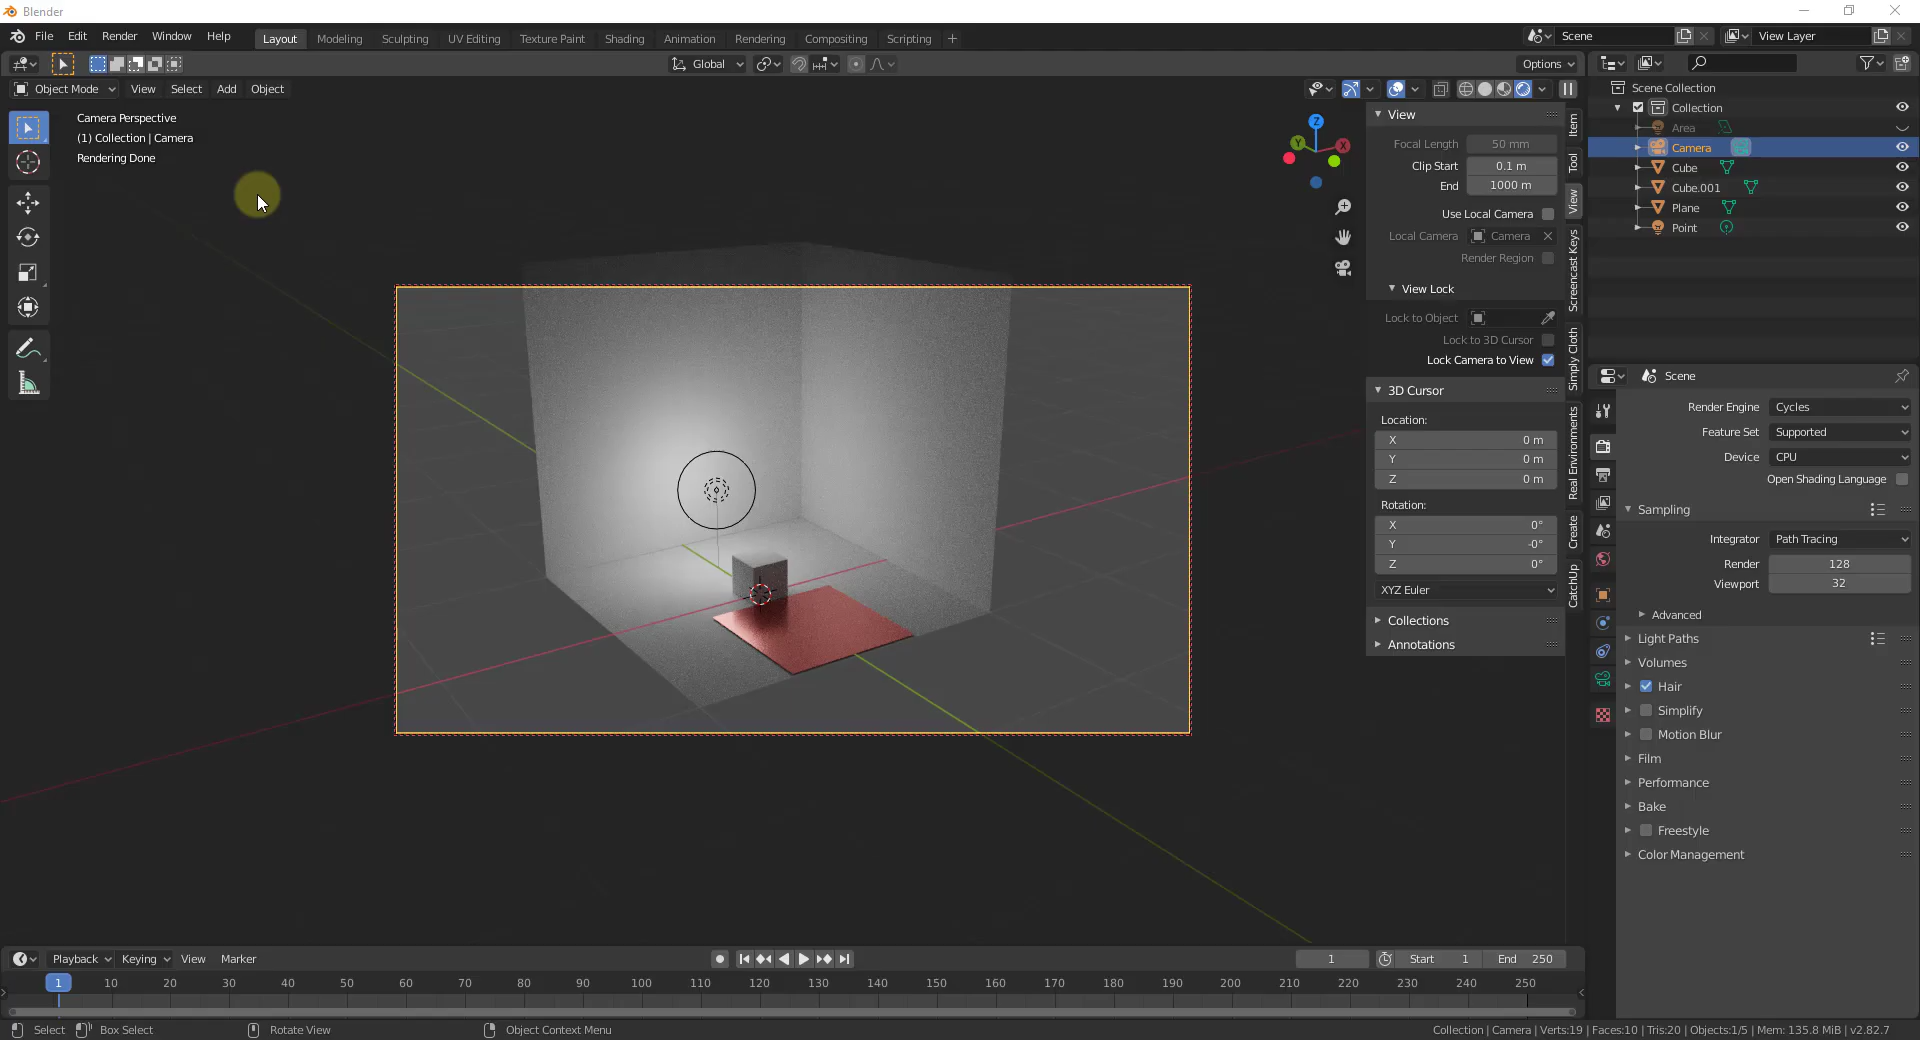 Blender
File Edit Render Window Help
Layout Modeling Sculpting UV Editing Texture Paint Shading Animation Rendering Compositing Scripting +
Scene
View Layer
Global
Options
Object Mode View Select Add Object
Camera Perspective
(1) Collection | Camera
Rendering Done
Z
Y
X
View
Focal Length 50 mm
Clip Start 0.1 m
End 1000 m
Use Local Camera
Local Camera Camera
Render Region
View Lock
Lock to Object
Lock to 3D Cursor
Lock Camera to View
3D Cursor
Location:
X 0 m
Y 0 m
Z 0 m
Rotation:
X 0°
Y -0°
Z 0°
XYZ Euler
Collections
Annotations
Item
Tool
View
Screencast Keys
Simply Cloth
Real Environments
Create
CatchUp
Scene Collection
Collection
Area
Camera
Cube
Cube.001
Plane
Point
Scene
Render Engine Cycles
Feature Set Supported
Device CPU
Open Shading Language
Sampling
Integrator Path Tracing
Render 128
Viewport 32
Advanced
Light Paths
Volumes
Hair
Simplify
Motion Blur
Film
Performance
Bake
Freestyle
Color Management
Playback Keying View Marker
1 Start 1 End 250
1 10 20 30 40 50 60 70 80 90 100 110 120 130 140 150 160 170 180 190 200 210 220 230 240 250
Select Box Select Rotate View Object Context Menu
Collection | Camera | Verts:19 | Faces:10 | Tris:20 | Objects:1/5 | Mem: 135.8 MiB | v2.82.7